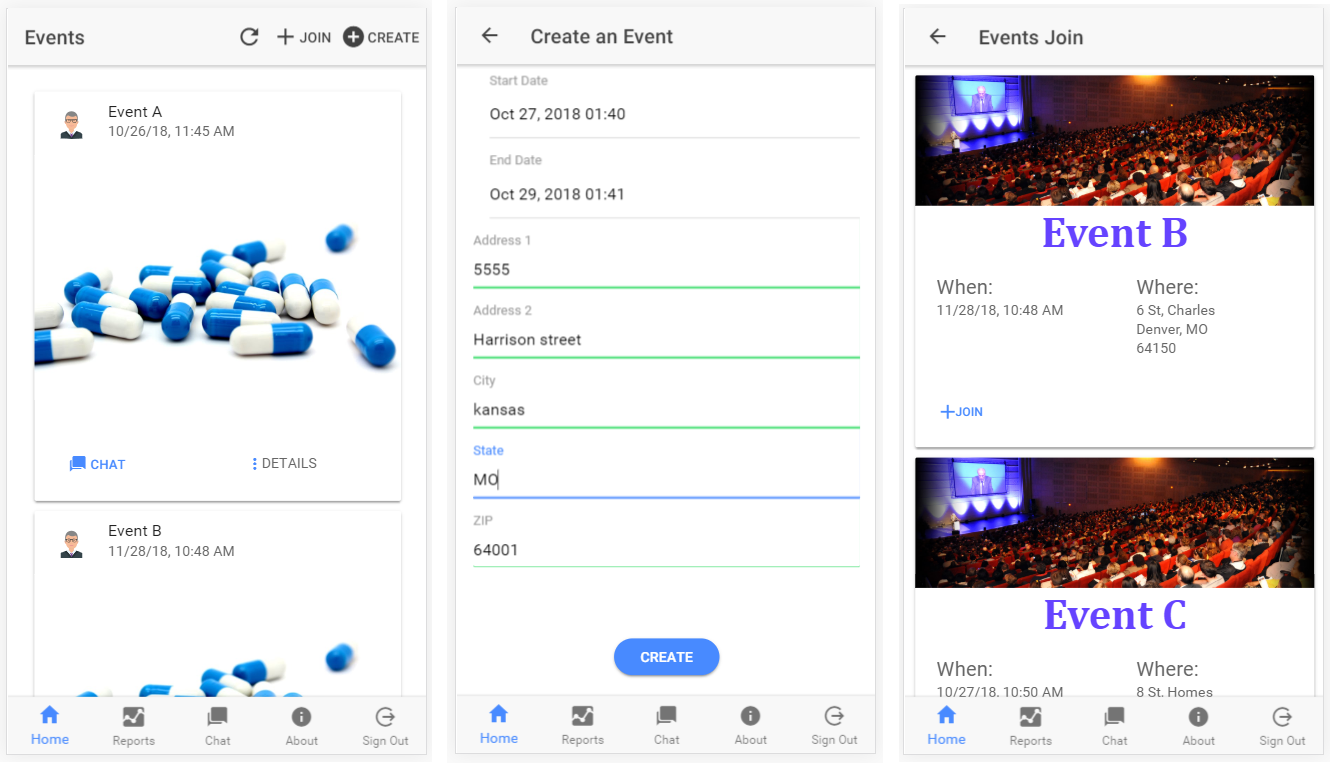 Events
JOIN
CREATE
Event A
10/26/18, 11:45 AM
CHAT
DETAILS
Event B
11/28/18, 10:48 AM
Home
Reports
Chat
About
Sign Out
Create an Event
Start Date
Oct 27, 2018 01:40
End Date
Oct 29, 2018 01:41
Address 1
5555
Address 2
Harrison street
City
kansas
State
MO
ZIP
64001
CREATE
Home
Reports
Chat
About
Sign Out
Events Join
Event B
When:
11/28/18, 10:48 AM
Where:
6 St, Charles
Denver, MO
64150
JOIN
Event C
When:
10/27/18, 10:50 AM
Where:
8 St, Homes
Home
Reports
Chat
About
Sign Out